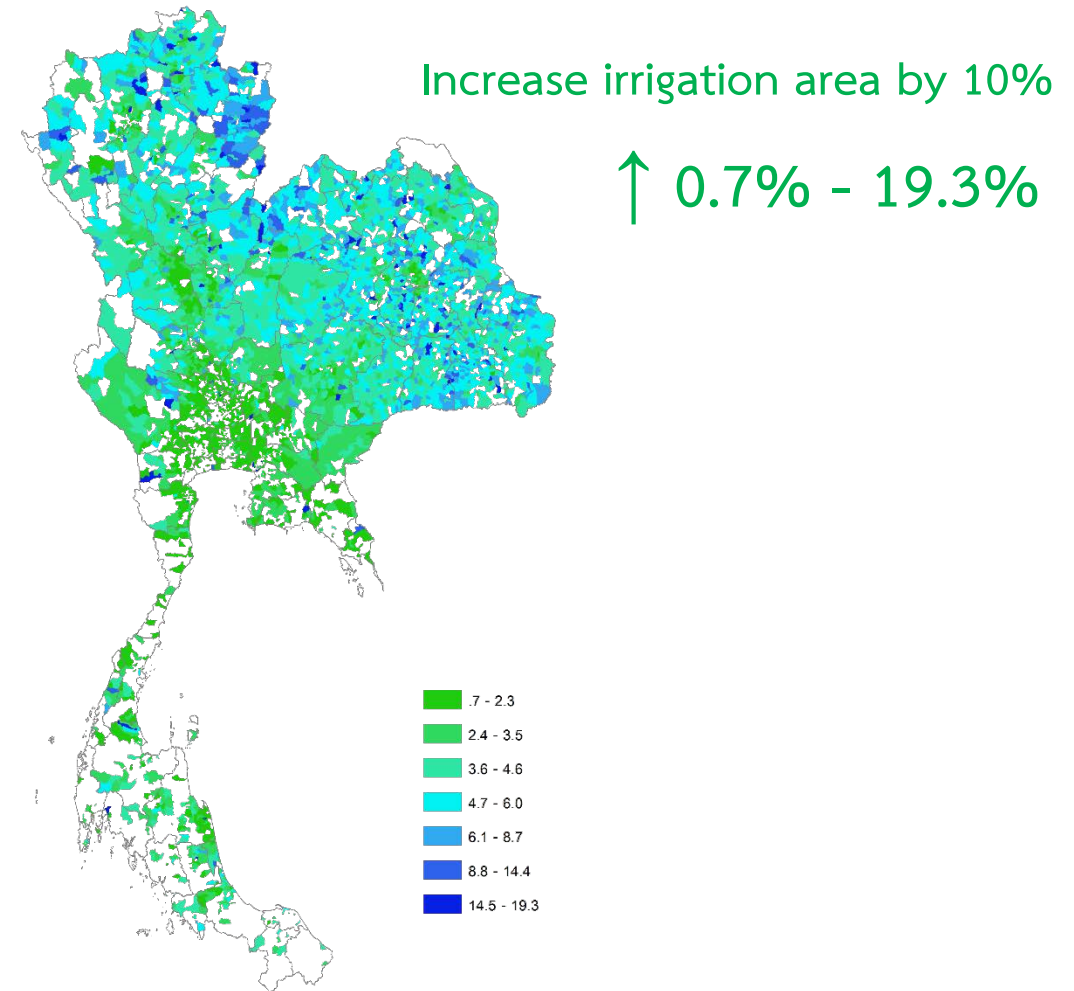 Increase irrigation area by 10%
↑ 0.7% - 19.3%
.7 - 2.3
2.4 - 3.5
3.6 - 4.6
4.7 - 6.0
6.1 - 8.7
8.8 - 14.4
14.5 - 19.3